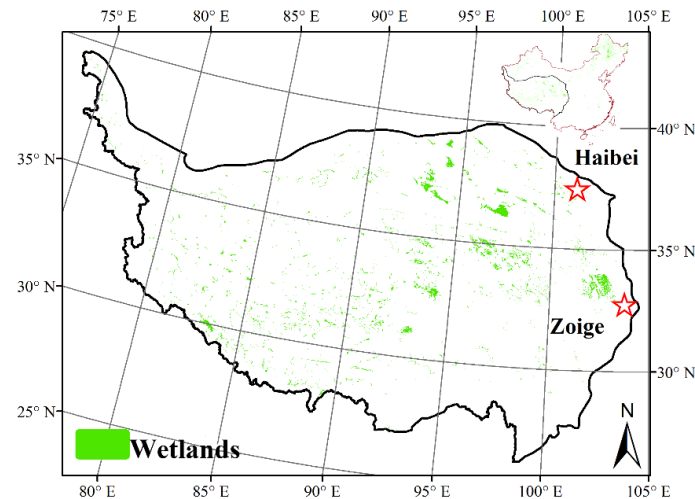 75° E 80° E 85° E 90° E 95° E 100° E 105° E
40° N
Haibei
35° N
35° N
30° N
Zoige
30° N
25° N
N
Wetlands
80° E 85° E 90° E 95° E 100° E 105° E